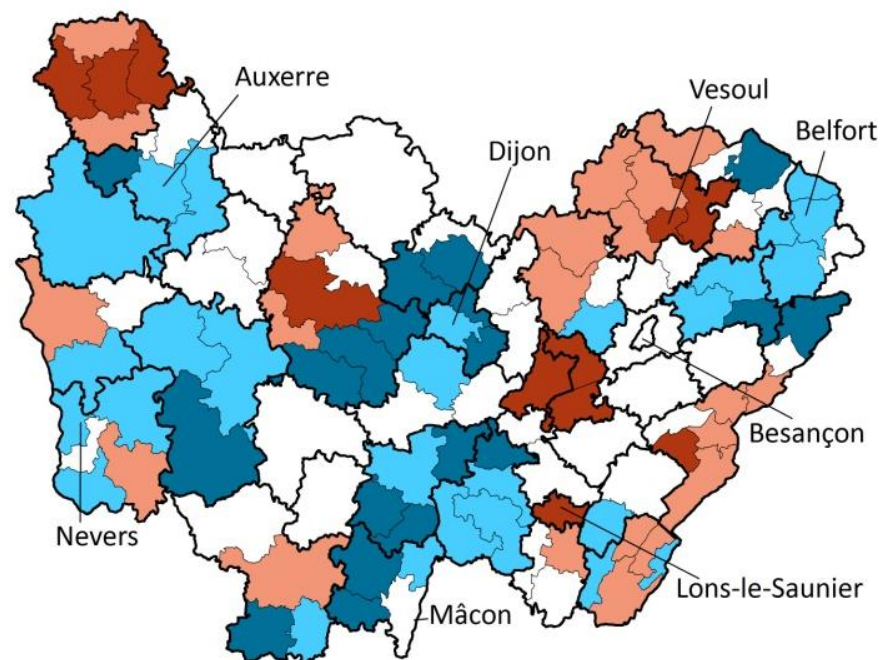 Auxerre
Vesoul
Belfort
Dijon
Besançon
Nevers
Lons-le-Saunier
Mâcon